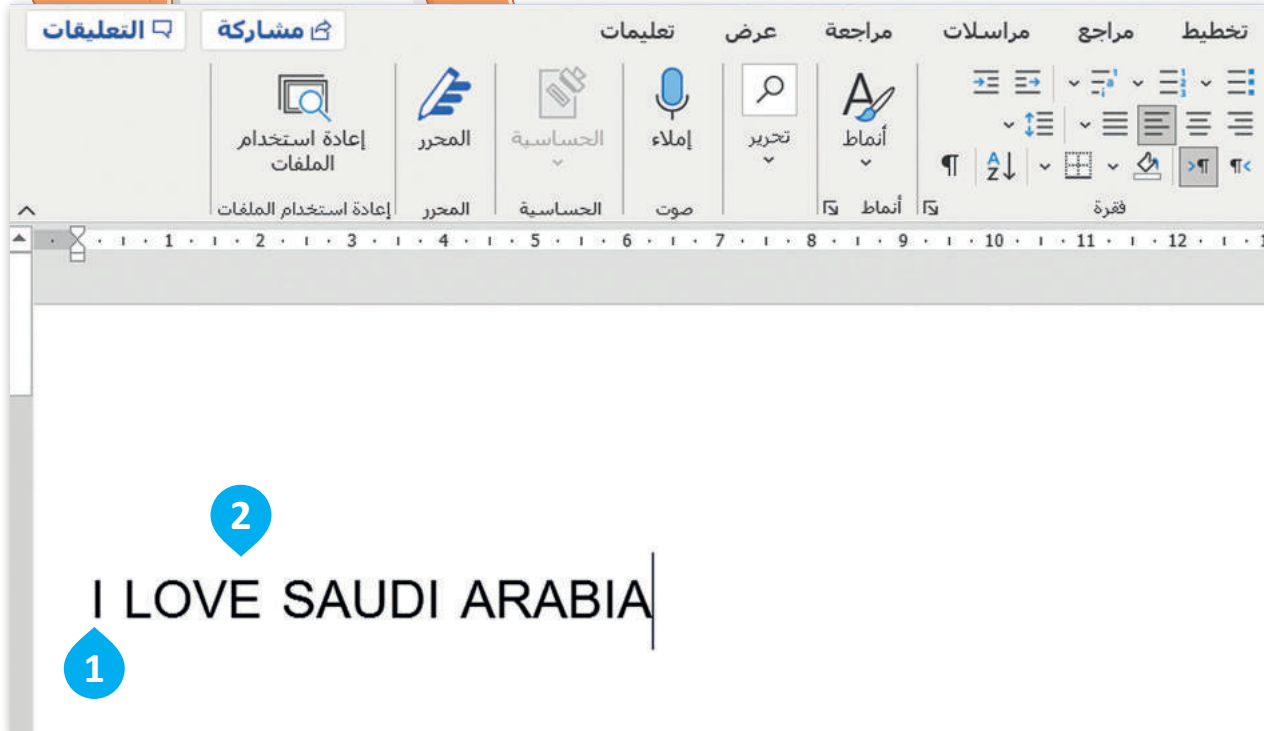 تخطيط مراجع مراسلات مراجعة عرض تعليمات مشاركة التعليقات
أنماط تحرير إملاء الحساسية المحرر إعادة استخدام
الملفات
فقرة أنماط صوت الحساسية المحرر إعادة استخدام الملفات
1 2 3 4 5 6 7 8 9 10 11 12 1
2
I LOVE SAUDI ARABIA
1